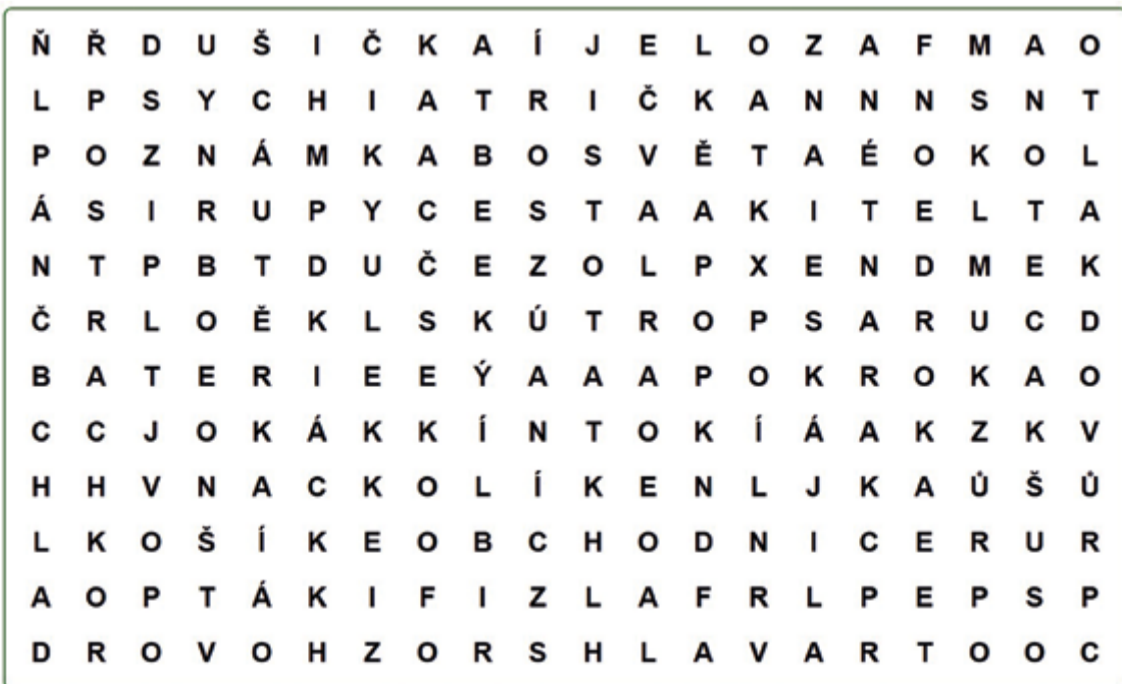 Ň Ř D U Š I Č K A Í J E L O Z A F M A O
L P S Y C H I A T R I Č K A N N N S N T
P O Z N Á M K A B O S V Ě T A É O K O L
Á S I R U P Y C E S T A A K I T E L T A
N T P B T D U Č E Z O L P X E N D M E K
Č R L O Ě K L S K Ú T R O P S A R U C D
B A T E R I E E Ý A A A P O K R O K A O
C C J O K Á K K Í N T O K Í Á A K Z K V
H H V N A C K O L Í K E N L J K A Ů Š Ů
L K O Š Í K E O B C H O D N I C E R U R
A O P T Á K I F I Z L A F R L P E P S P
D R O V O H Z O R S H L A V A R T O O C